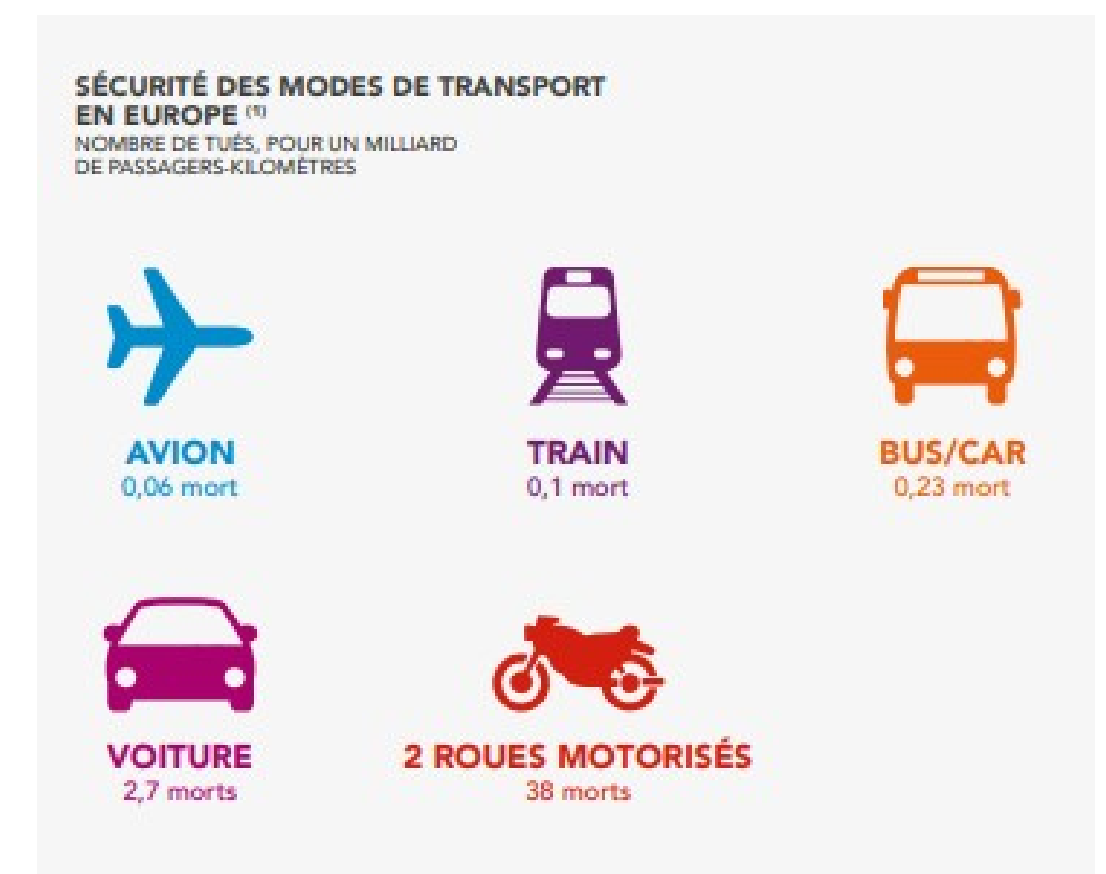 SÉCURITÉ DES MODES DE TRANSPORT
EN EUROPE (1)
NOMBRE DE TUÉS, POUR UN MILLIARD
DE PASSAGERS-KILOMÈTRES
AVION
0,06 mort
TRAIN
0,1 mort
BUS/CAR
0,23 mort
VOITURE
2,7 morts
2 ROUES MOTORISÉS
38 morts